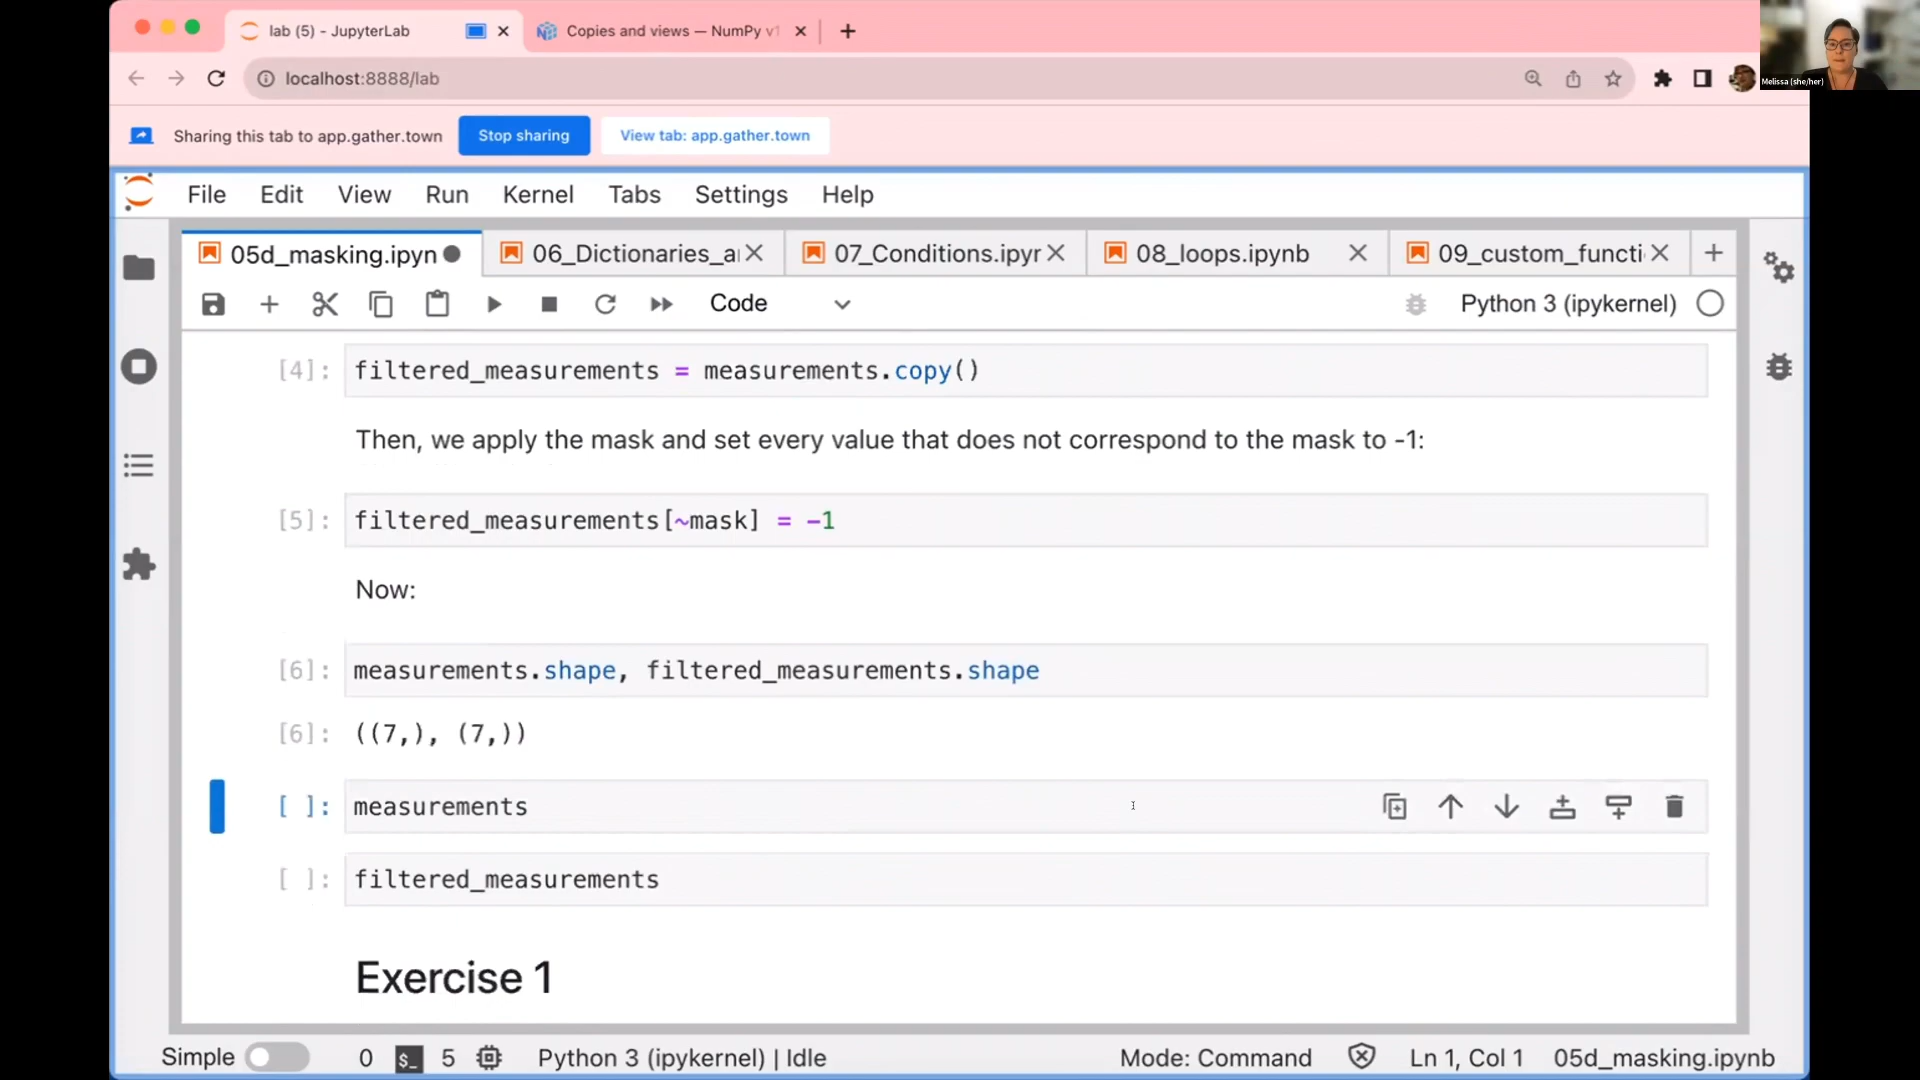 lab (5) - JupyterLab
Copies and views — NumPy v1
localhost:8888/lab
Melissa (she/her)
Sharing this tab to app.gather.town
Stop sharing
View tab: app.gather.town
File Edit View Run Kernel Tabs Settings Help
05d_masking.ipyn
06_Dictionaries_a
07_Conditions.ipyr
08_loops.ipynb
09_custom_functi
Code
Python 3 (ipykernel)
[4]: filtered_measurements = measurements.copy()
Then, we apply the mask and set every value that does not correspond to the mask to -1:
[5]: filtered_measurements[~mask] = -1
Now:
[6]: measurements.shape, filtered_measurements.shape
[6]: ((7,), (7,))
[ ]: measurements
[ ]: filtered_measurements
Exercise 1
Simple 0 $_ 5 Python 3 (ipykernel) | Idle Mode: Command Ln 1, Col 1 05d_masking.ipynb